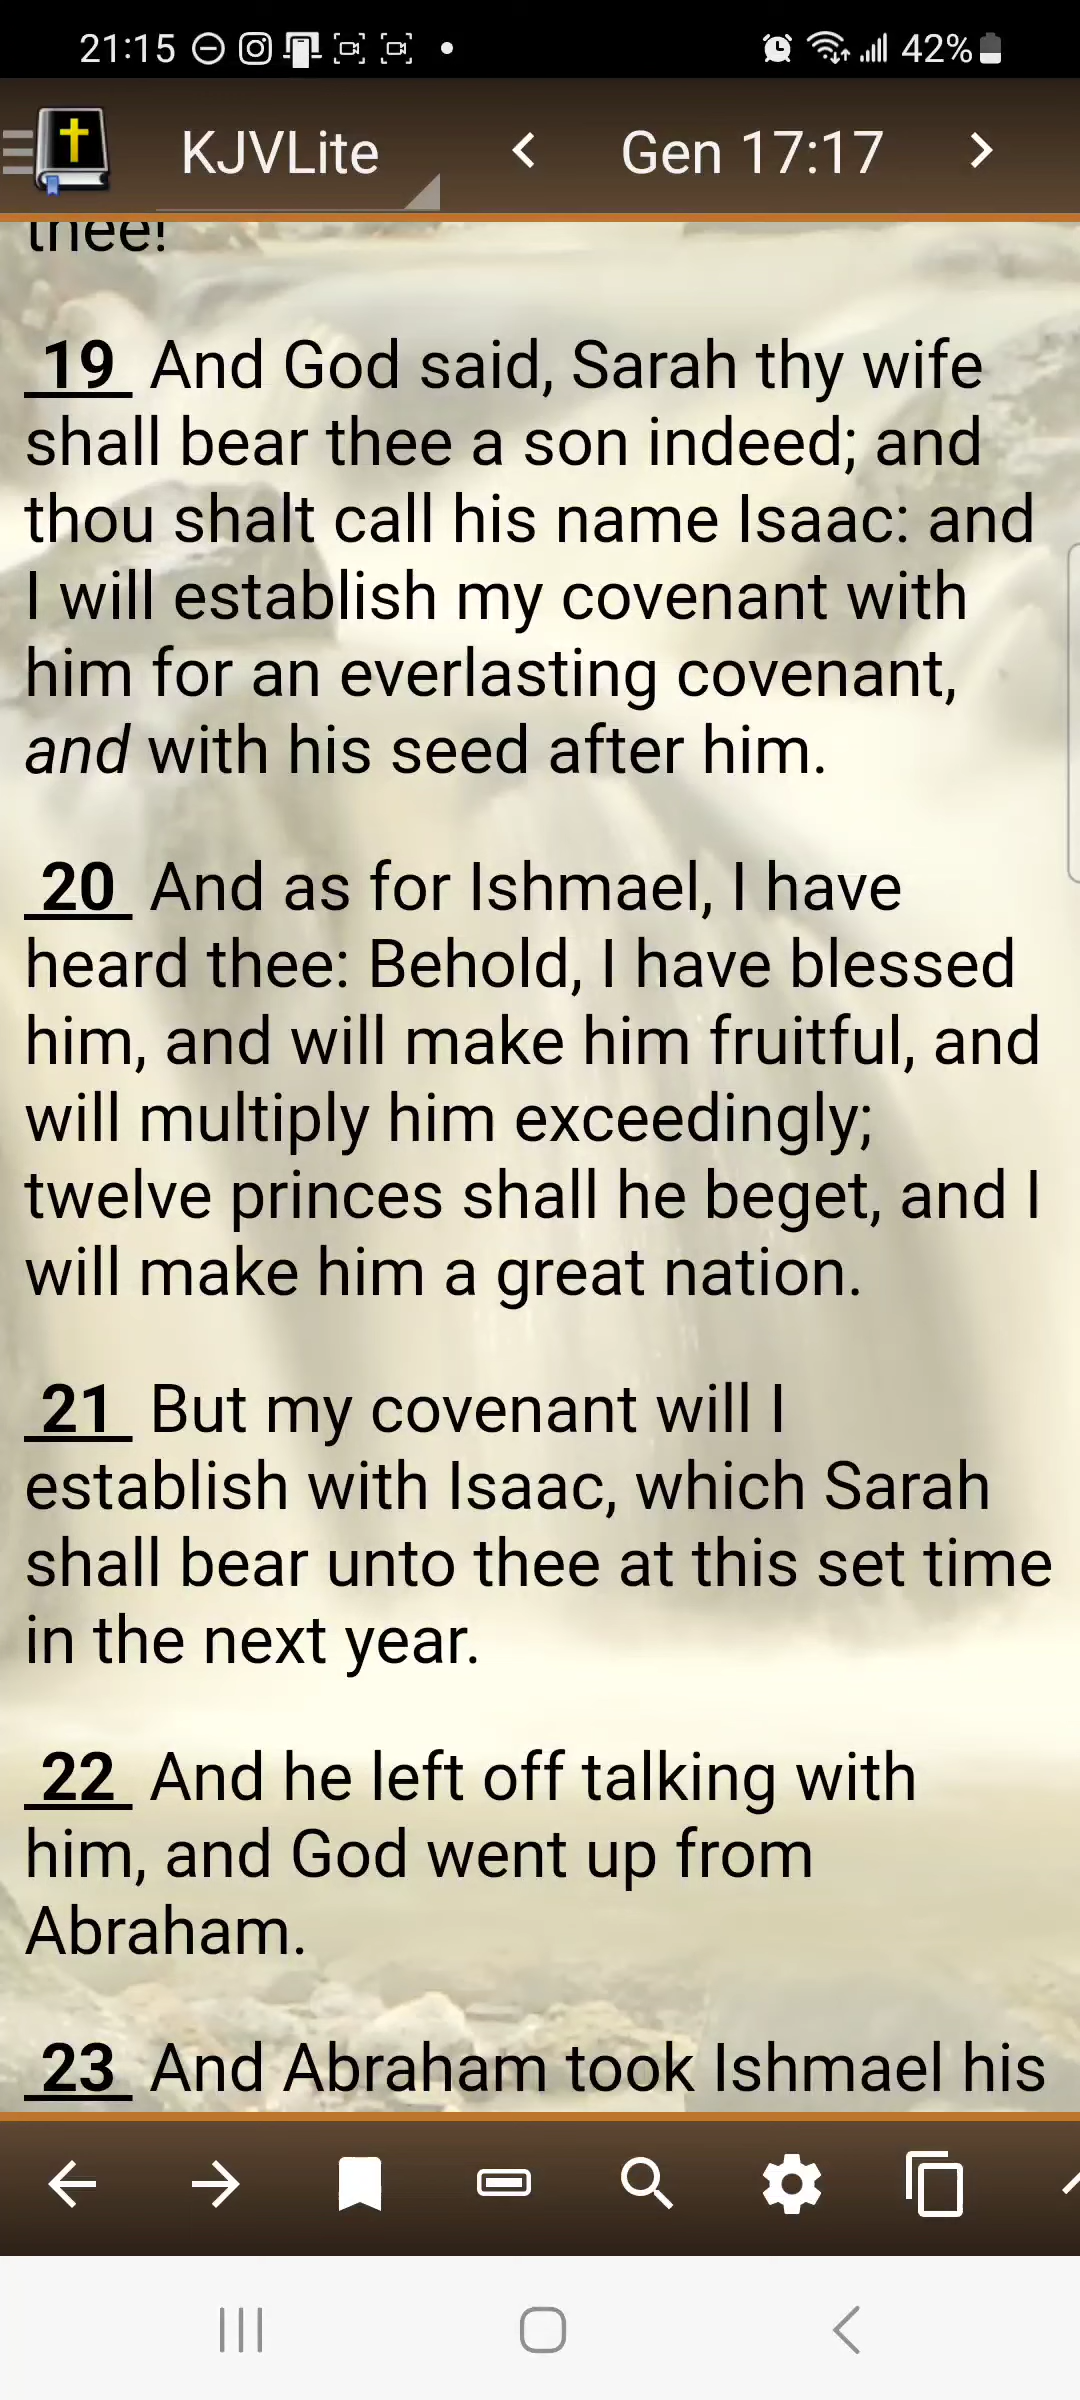 21:15 42%
KJVLite Gen 17:17
thee!
19 And God said, Sarah thy wife
shall bear thee a son indeed; and
thou shalt call his name Isaac: and
I will establish my covenant with
him for an everlasting covenant,
and with his seed after him.
20 And as for Ishmael, I have
heard thee: Behold, I have blessed
him, and will make him fruitful, and
will multiply him exceedingly;
twelve princes shall he beget, and I
will make him a great nation.
21 But my covenant will I
establish with Isaac, which Sarah
shall bear unto thee at this set time
in the next year.
22 And he left off talking with
him, and God went up from
Abraham.
23 And Abraham took Ishmael his